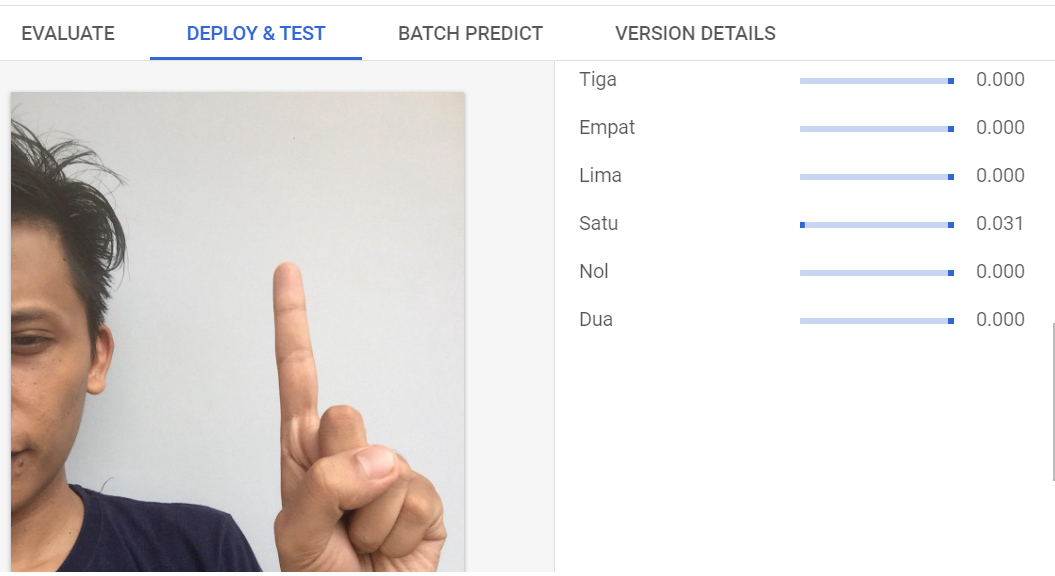 EVALUATE DEPLOY & TEST BATCH PREDICT VERSION DETAILS
Tiga 0.000
Empat 0.000
Lima 0.000
Satu 0.031
Nol 0.000
Dua 0.000